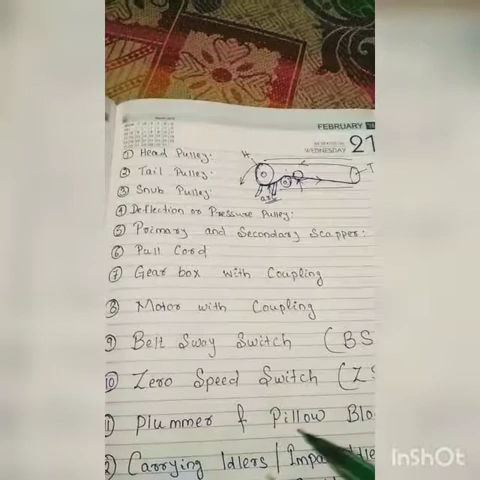 FEBRUARY
WEDNESDAY
21
① Head Pulley:
H
T
② Tail Pulley:
③ Snub Pulley:
④ Deflection or Pressure Pulley:
⑤ Primary and Secondary Scapper:
⑥ Pull Cord
⑦ Gear box with Coupling
⑧ Motor with Coupling
⑨ Belt Sway Switch (BS
⑩ Zero Speed Switch (Z
⑪ Plummer & Pillow Blo
Carrying Idlers / Impa
InShOt